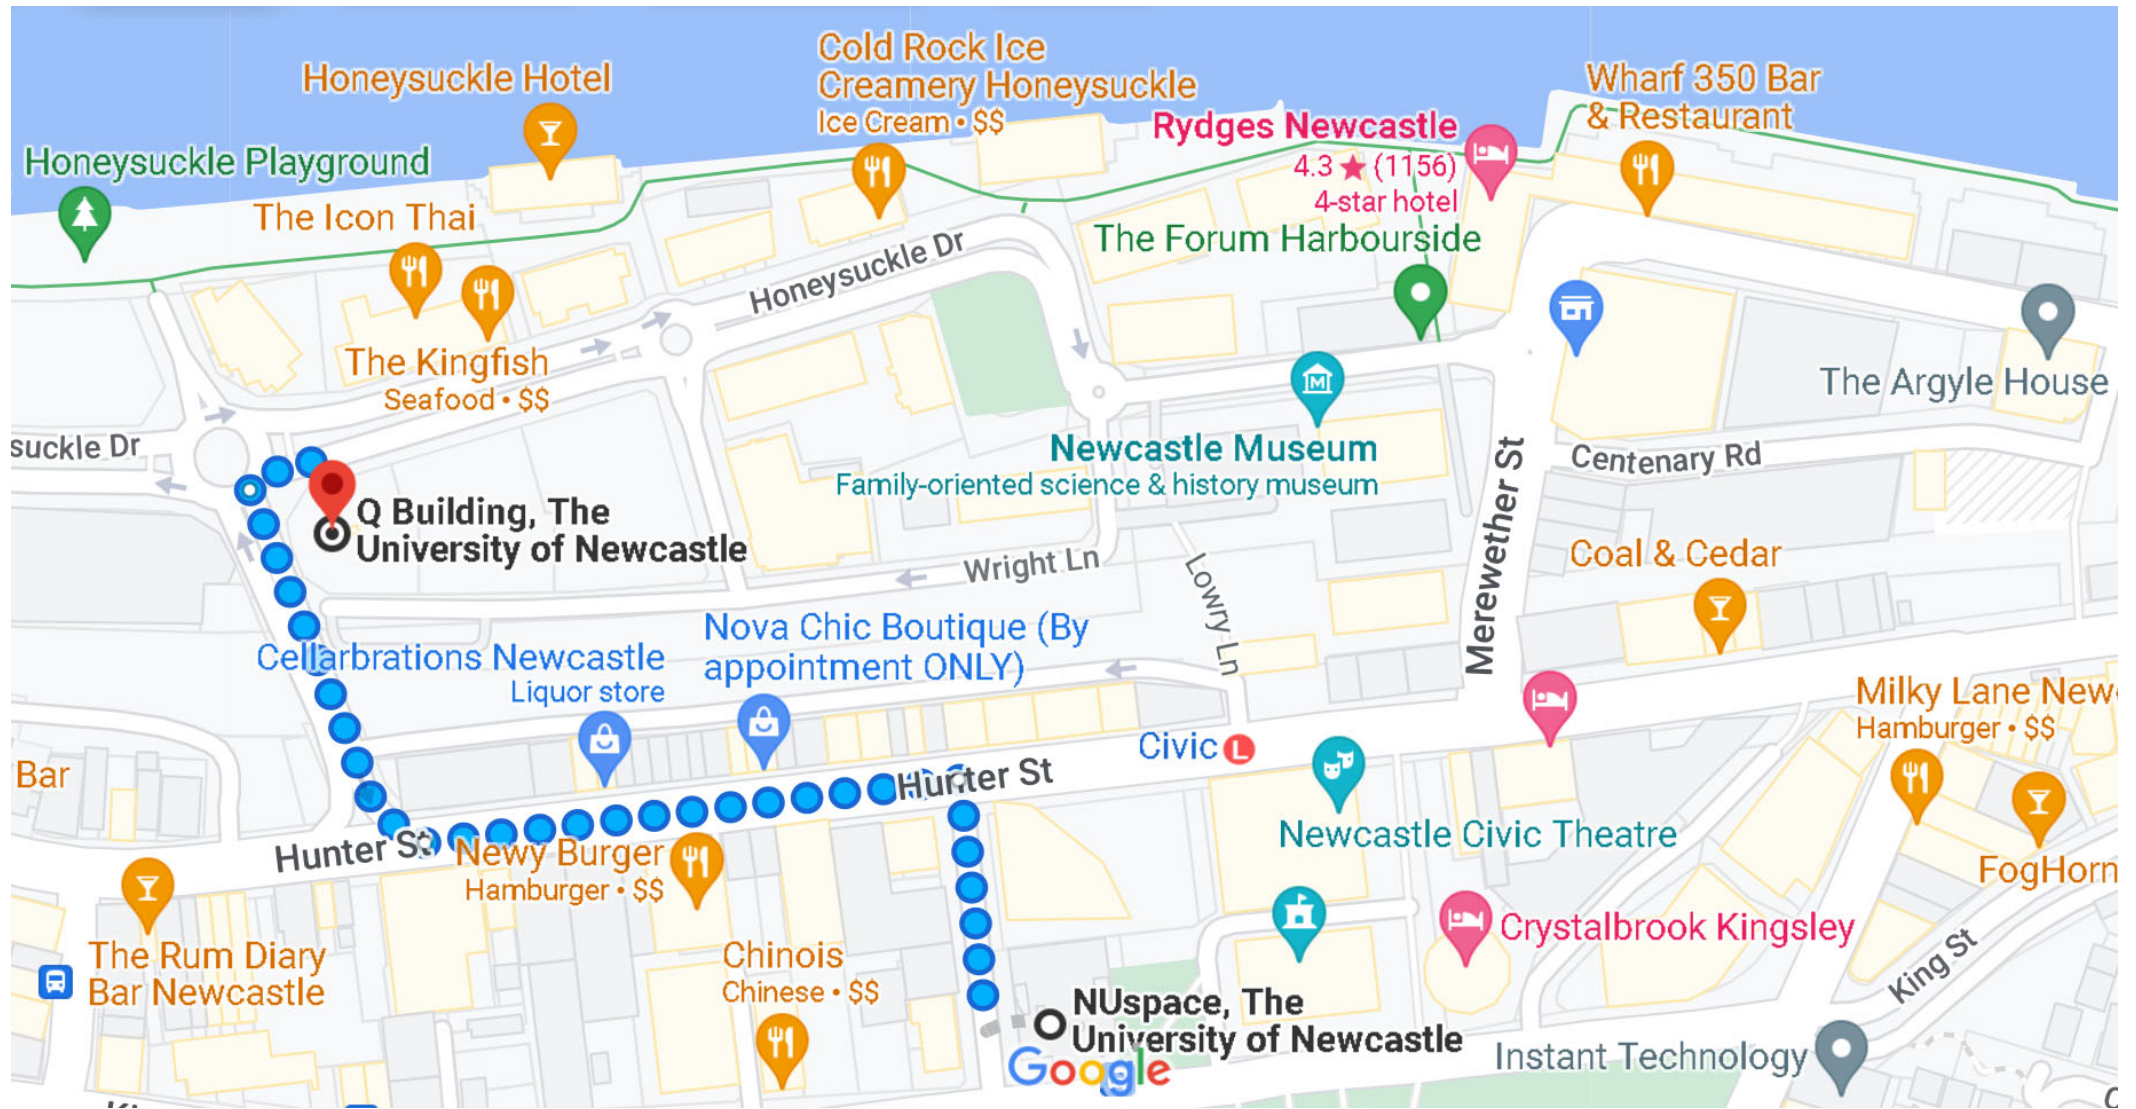 Cold Rock Ice
Creamery Honeysuckle
Ice Cream • $$
Honeysuckle Hotel
Wharf 350 Bar
& Restaurant
Rydges Newcastle
4.3 ★ (1156)
4-star hotel
Honeysuckle Playground
The Icon Thai
The Forum Harbourside
Honeysuckle Dr
The Kingfish
Seafood • $$
The Argyle House
suckle Dr
Newcastle Museum
Family-oriented science & history museum
Centenary Rd
Merewether St
Q Building, The
University of Newcastle
Wright Ln
Lowry Ln
Coal & Cedar
Cellarbrations Newcastle
Liquor store
Nova Chic Boutique (By
appointment ONLY)
Milky Lane New
Hamburger • $$
Civic L
Bar
Hunter St
Hunter St
Newy Burger
Hamburger • $$
Newcastle Civic Theatre
FogHorn
Crystalbrook Kingsley
King St
The Rum Diary
Bar Newcastle
Chinois
Chinese • $$
NUspace, The
University of Newcastle
Instant Technology
Google